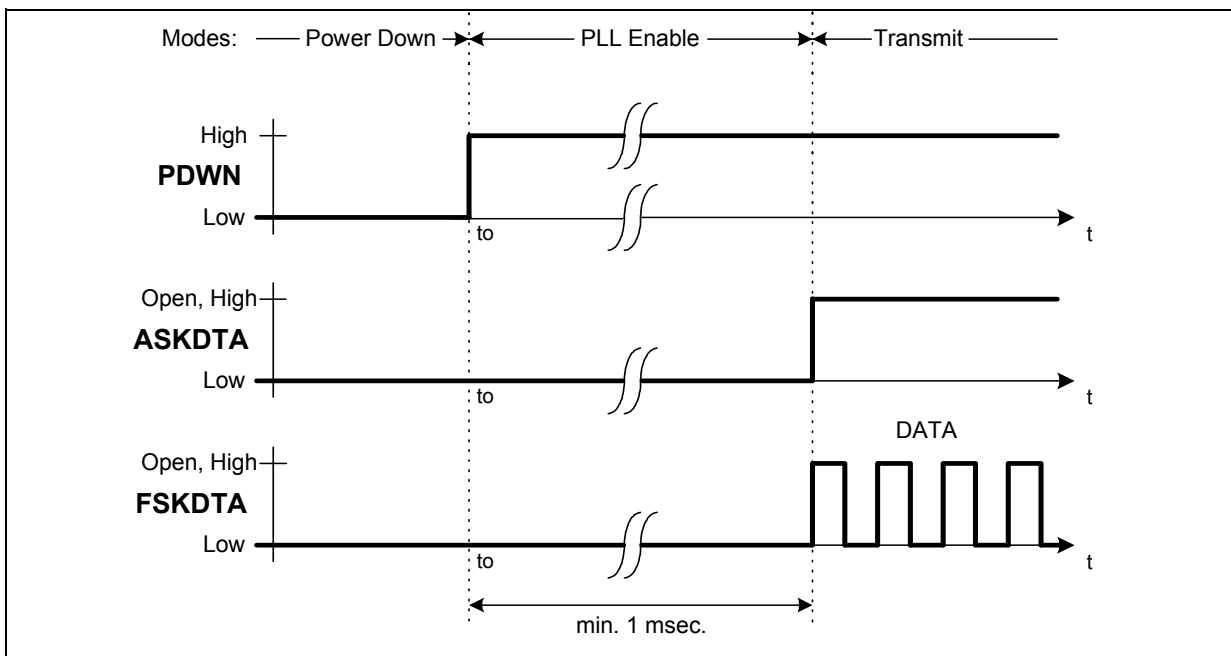 Modes: Power Down PLL Enable Transmit
High
PDWN
Low
to
t
Open, High
ASKDTA
Low
to
t
DATA
Open, High
FSKDTA
Low
to
t
min. 1 msec.